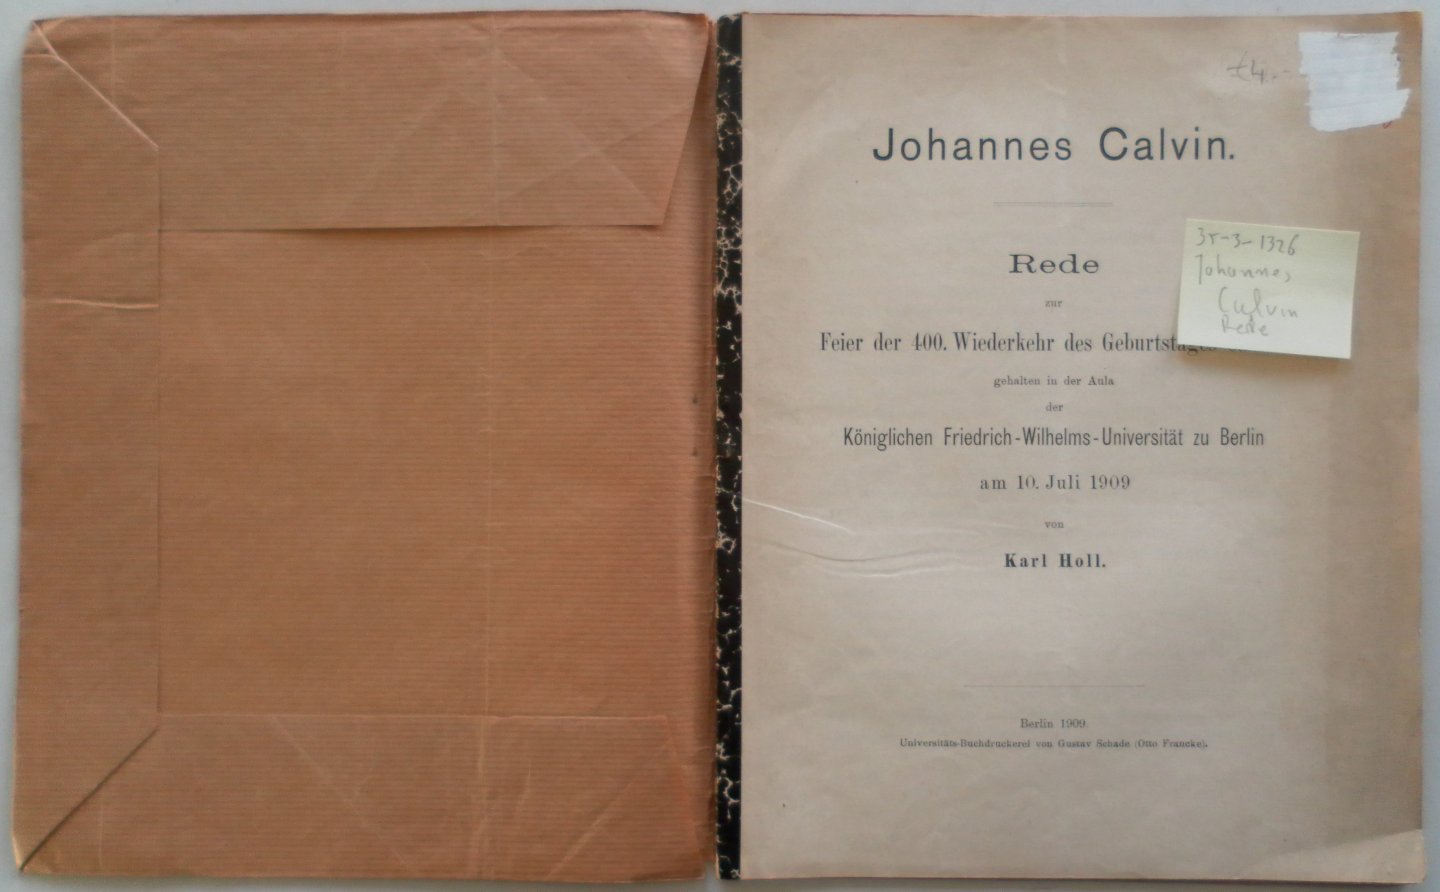 Johannes Calvin.
Rede
zur
Feier der 400. Wiederkehr des Geburtstages
gehalten in der Aula
der
Königlichen Friedrich-Wilhelms-Universität zu Berlin
am 10. Juli 1909
von
Karl Holl.
Berlin 1909.
Universitäts-Buchdruckerei von Gustav Schade (Otto Francke).
35-3-1326
Johannes
Calvin
Rede